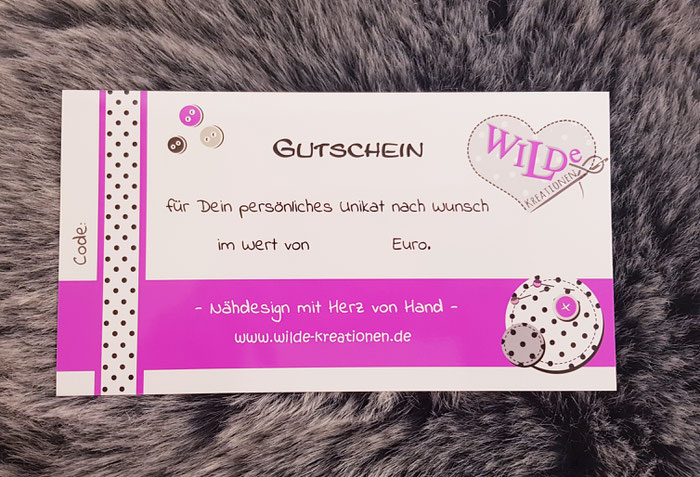 Gutschein
WiLDe
KREATIONEN
für Dein persönliches Unikat nach Wunsch
im Wert von Euro.
Code:
- Nähdesign mit Herz von Hand -
www.wilde-kreationen.de